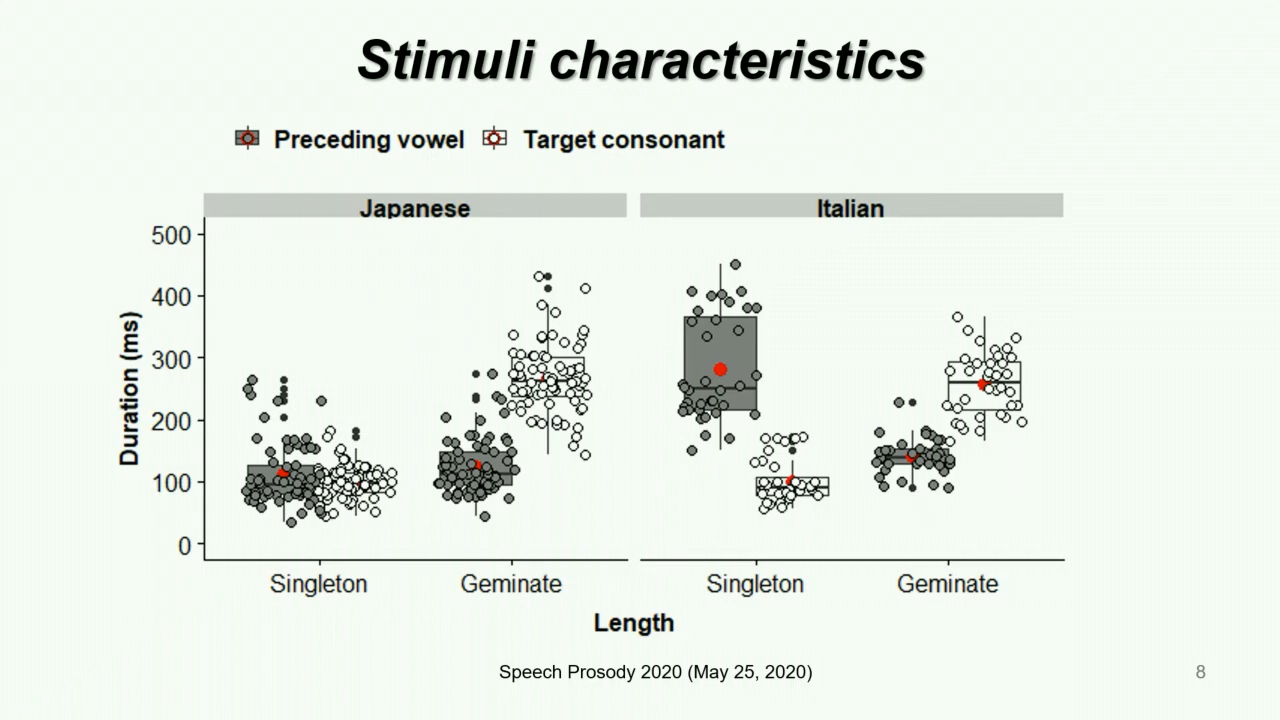 Stimuli characteristics
Preceding vowel Target consonant
Japanese Italian
500
400
300
200
100
0
Duration (ms)
Singleton Geminate Singleton Geminate
Length
Speech Prosody 2020 (May 25, 2020) 8